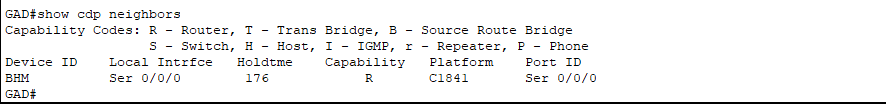 GAD#show cdp neighbors
Capability Codes: R - Router, T - Trans Bridge, B - Source Route Bridge
S - Switch, H - Host, I - IGMP, r - Repeater, P - Phone
Device ID Local Intrfce Holdtme Capability Platform Port ID
BHM Ser 0/0/0 176 R C1841 Ser 0/0/0
GAD#